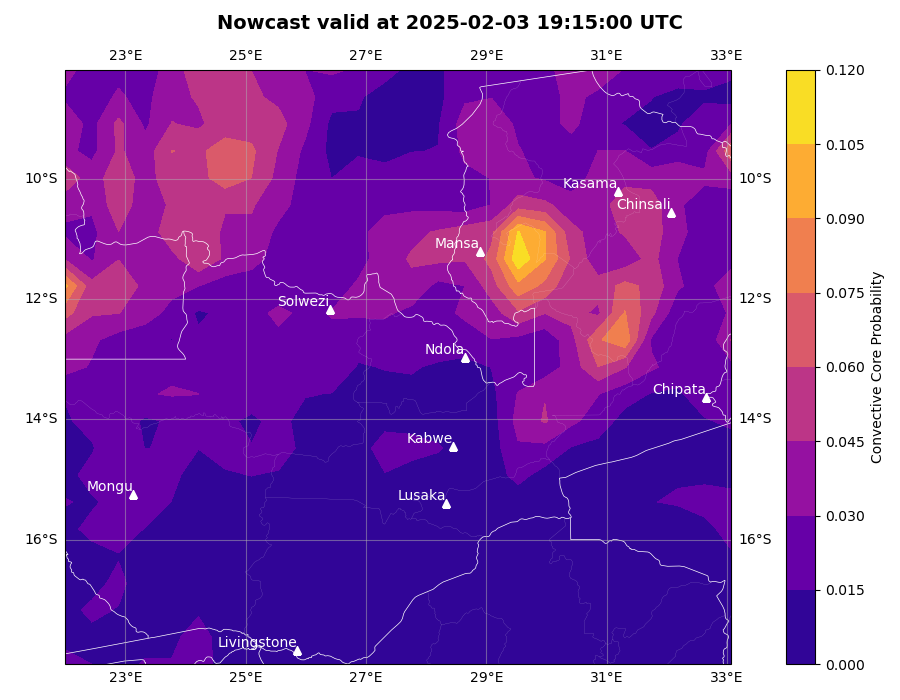 Nowcast valid at 2025-02-03 19:15:00 UTC
23°E 25°E 27°E 29°E 31°E 33°E
0.120
0.105
10°S Kasama 10°S
Chinsali
0.090
Mansa
0.075
12°S Solwezi 12°S
Ndola
0.060
Chipata
14°S 14°S
0.045
Kabwe
Mongu
Lusaka
0.030
16°S 16°S
0.015
Livingstone
0.000
23°E 25°E 27°E 29°E 31°E 33°E
Convective Core Probability